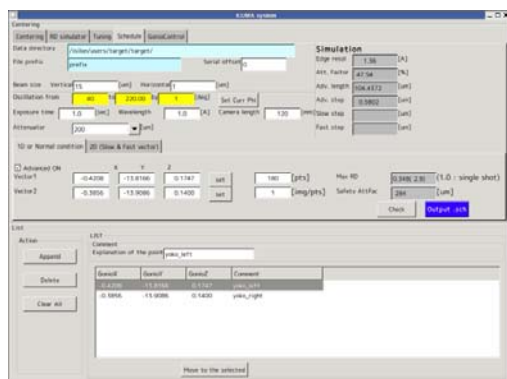 KUMA system
Centering
Centering RD simulator Tuning Schedule GonioControl
Data directory /isilon/users/target/target/
File prefix prefix Serial offset 0
Beam size Vertical 15 [um] Horizontal 1 [um]
Oscillation from 40 to 220.00 by 1 [deg] Set Curr Phi
Exposure time 1.0 [sec] Wavelength 1.0 [A] Camera length 120 [mm]
Attenuator 200 [um]
Simulation
Edge resol 1.56 [A]
Att. Factor 47.54 [%]
Adv. length 104.4372 [um]
Adv. step 0.5802 [um]
Slow step [um]
Fast step [um]
1D or Normal condition 2D (Slow & Fast vector)
Advanced ON
X Y Z
Vector1 -0.4208 -13.8166 0.1747 set 180 [pts] Max RD (1.0 : single shot)
Vector2 -0.3856 -13.9086 0.1400 set 1 [img/pts] Safety AttFac 284 [um]
Check Output .sch
List
Action
Append
Delete
Clear All
LIST
Comment
Explanation of the point yoko_left
GonioX GonioY GonioZ Comment
-0.4208 -13.8166 0.1747 yoko_left
-0.3856 -13.9086 0.1400 yoko_right
Move to the selected